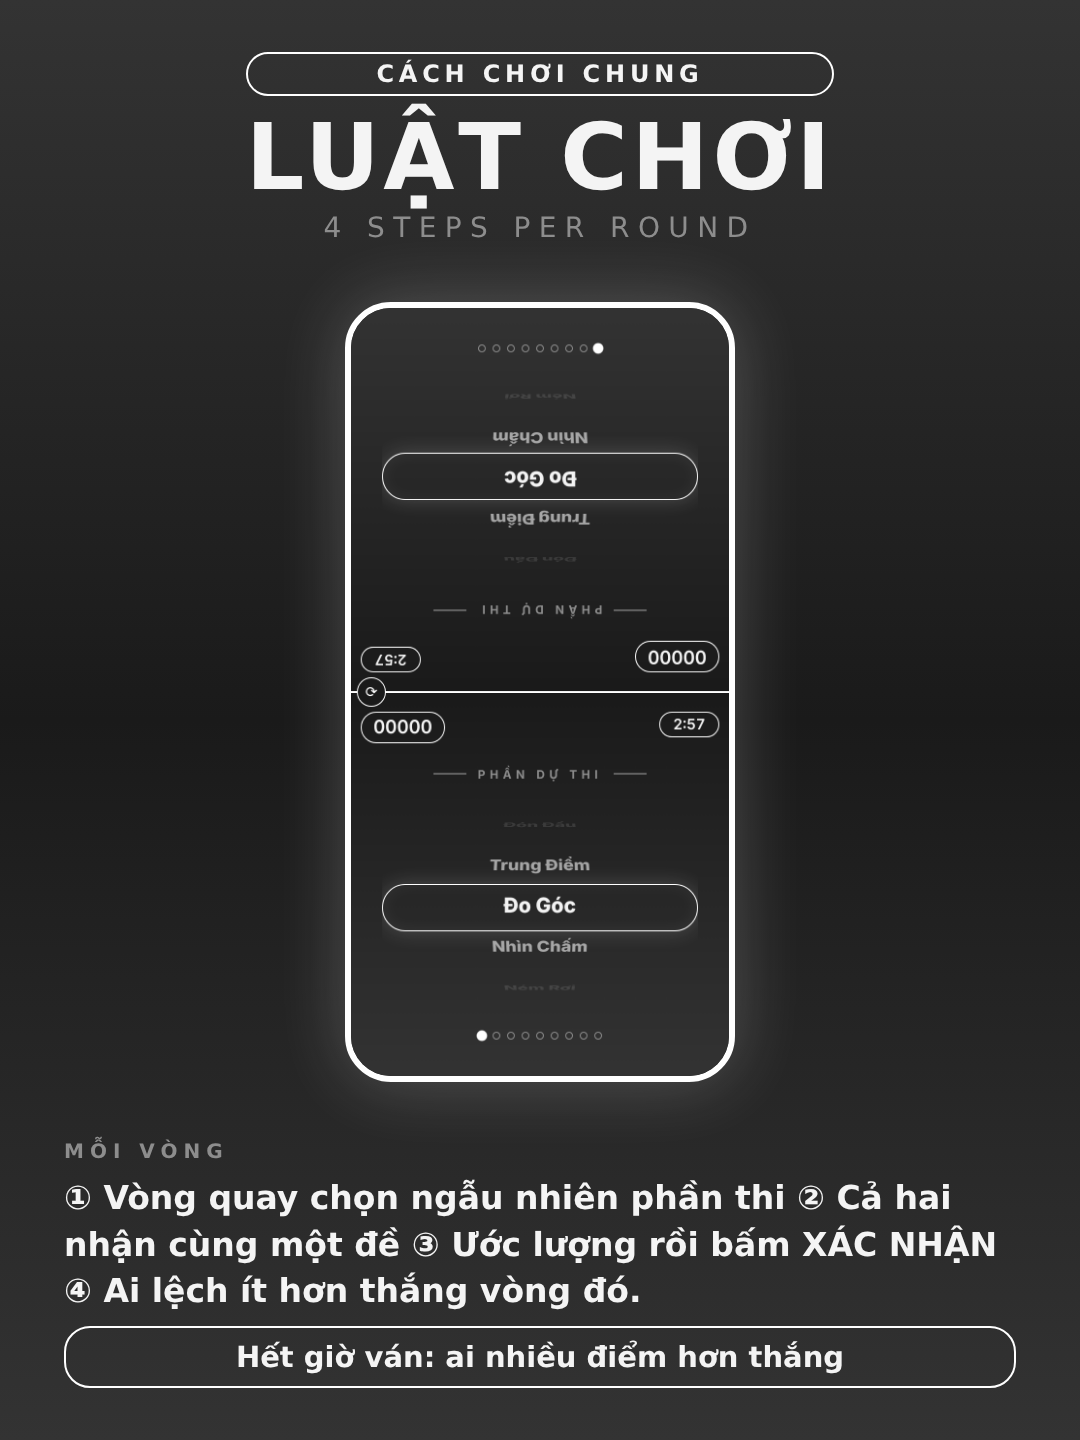 CÁCH CHƠI CHUNG
LUẬT CHƠI
4 STEPS PER ROUND
Nhìn Chấm
Đo Góc
Trung Điểm
PHẦN DỰ THI
2:57
00000
00000
2:57
PHẦN DỰ THI
Trung Điểm
Đo Góc
Nhìn Chấm
MỖI VÒNG
① Vòng quay chọn ngẫu nhiên phần thi ② Cả hai
nhận cùng một đề ③ Ước lượng rồi bấm XÁC NHẬN
④ Ai lệch ít hơn thắng vòng đó.
Hết giờ ván: ai nhiều điểm hơn thắng